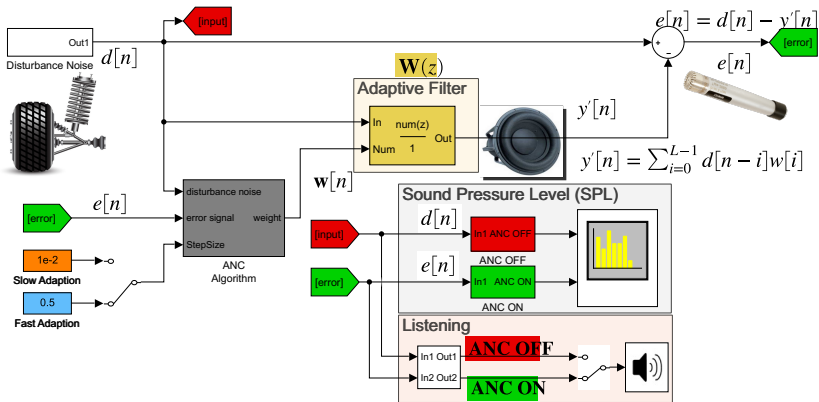 [input]
e[n] = d[n] − y'[n]
Out1
Disturbance Noise
d[n]
+
−
[error]
e[n]
W(z)
Adaptive Filter
In
num(z)
1
Num
Out
y'[n]
y'[n] = ∑_{i=0}^{L−1} d[n − i]w[i]
w[n]
disturbance noise
error signal
weight
StepSize
ANC
Algorithm
[error]
e[n]
1e-2
Slow Adaption
0.5
Fast Adaption
Sound Pressure Level (SPL)
[input]
d[n]
In1 ANC OFF
ANC OFF
[error]
e[n]
In1 ANC ON
ANC ON
Listening
In1 Out1
In2 Out2
ANC OFF
ANC ON